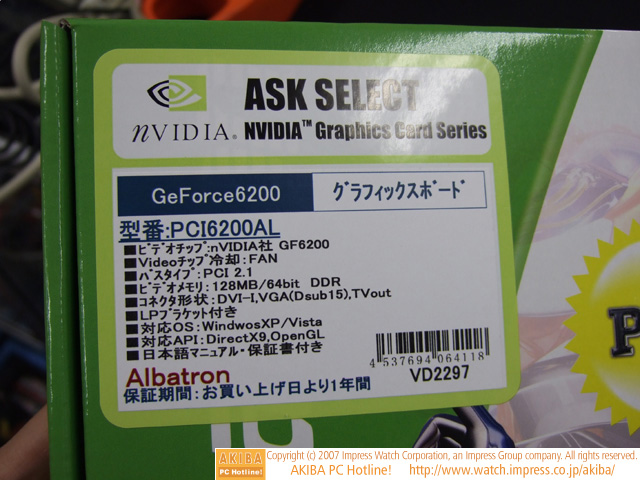 ASK SELECT
nVIDIA. NVIDIA™ Graphics Card Series
GeForce6200 グラフィックスボード
型番:PCI6200AL
■ビデオチップ:nVIDIA社 GF6200
■Videoチップ冷却:FAN
■バスタイプ:PCI 2.1
■ビデオメモリ:128MB/64bit DDR
■コネクタ形状:DVI-I,VGA(Dsub15),TVout
■LPブラケット付き
■対応OS:WindwosXP/Vista
■対応API:DirectX9,OpenGL
■日本語マニュアル・保証書付き
4 537694 064118
Albatron VD2297
保証期間:お買い上げ日より1年間
P
AKIBA PC Hotline!
Copyright (c) 2007 Impress Watch Corporation, an Impress Group company. All rights reserved.
AKIBA PC Hotline! http://www.watch.impress.co.jp/akiba/